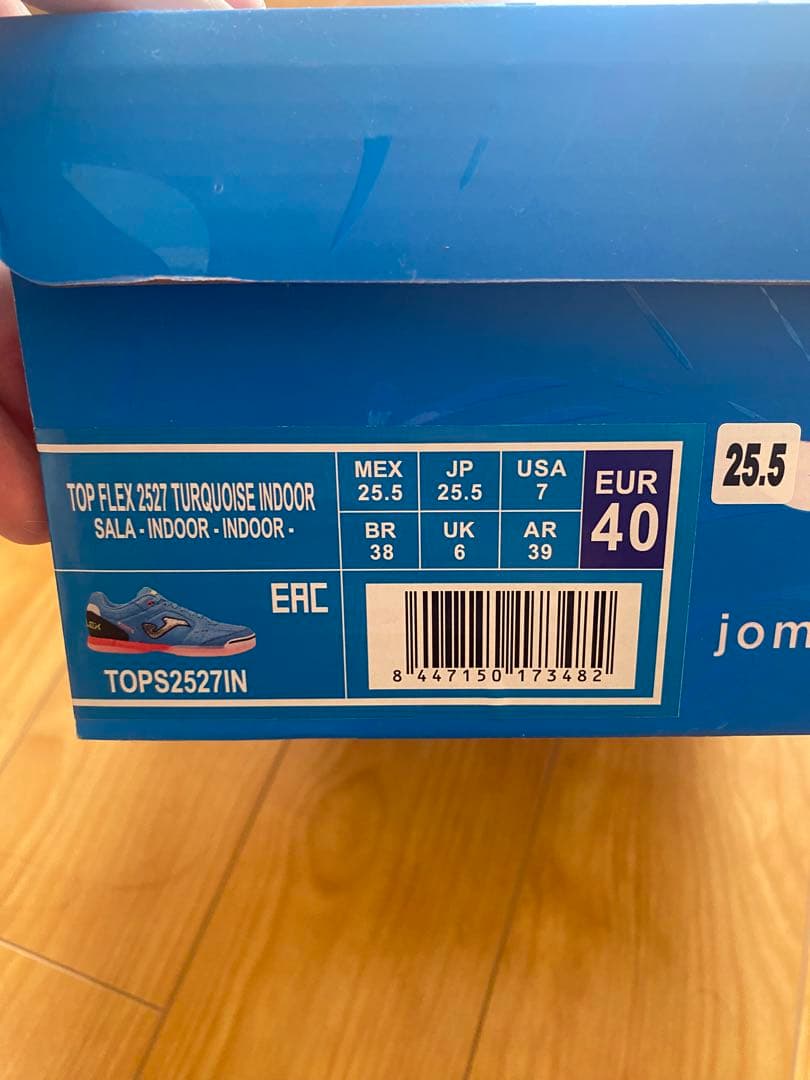 TOP FLEX 2527 TURQUOISE INDOOR
SALA - INDOOR - INDOOR -
MEX
25.5
JP
25.5
USA
7
BR
38
UK
6
AR
39
EUR
40
25.5
EAC
TOPS2527IN
8 447150 173482
jom